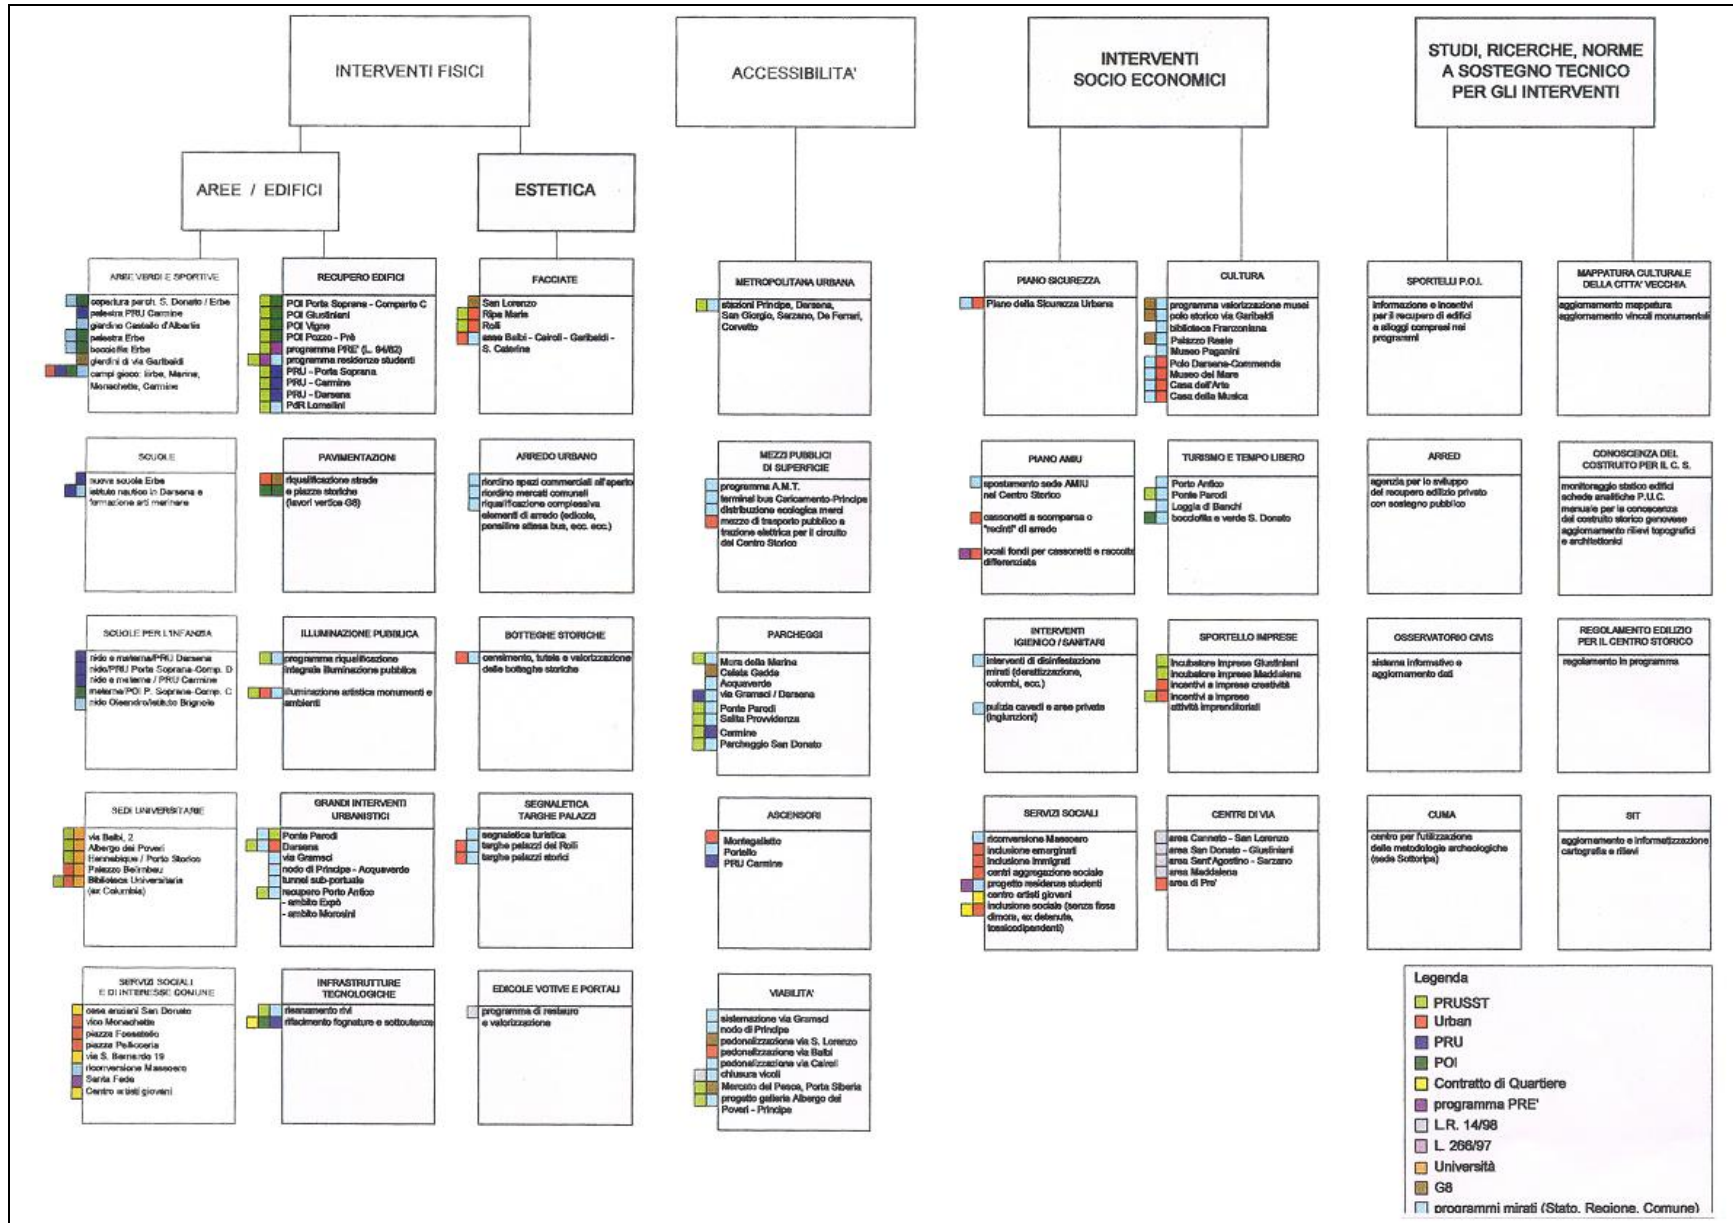 INTERVENTI FISICI
ACCESSIBILITA'
INTERVENTI
SOCIO ECONOMICI
STUDI, RICERCHE, NORME
A SOSTEGNO TECNICO
PER GLI INTERVENTI
AREE / EDIFICI
ESTETICA
AREE VERDI E SPORTIVE
copertura parch. S. Donato / Erbe
palestra PRU Carmine
giardino Castello d'Albertis
palestra Erbe
bocciofila Erbe
giardini di via Garibaldi
campi gioco: Erbe, Marina,
Monachette, Carmine
RECUPERO EDIFICI
POI Porta Soprana - Comparto C
POI Giustiniani
POI Vigne
POI Pozzo - Prè
programma PRE' (L. 94/82)
programma residenze studenti
PRU - Porta Soprana
PRU - Carmine
PRU - Darsena
PdR Lomellini
FACCIATE
San Lorenzo
Ripa Maris
Rolli
asse Balbi - Cairoli - Garibaldi -
S. Caterina
METROPOLITANA URBANA
stazioni Principe, Darsena,
San Giorgio, Sarzano, De Ferrari,
Corvetto
PIANO SICUREZZA
Piano della Sicurezza Urbana
CULTURA
programma valorizzazione musei
polo storico via Garibaldi
biblioteca Franzoniana
Palazzo Reale
Museo Paganini
Polo Darsena-Commenda
Museo del Mare
Casa dell'Arte
Casa della Musica
SPORTELLI P.O.I.
informazione e incentivi
per il recupero di edifici
e alloggi compresi nei
programmi
MAPPATURA CULTURALE
DELLA CITTA' VECCHIA
aggiornamento mappatura
aggiornamento vincoli monumentali
SCUOLE
nuova scuola Erbe
istituto nautico in Darsena e
formazione arti marinare
PAVIMENTAZIONI
riqualificazione strade
e piazze storiche
(lavori vertice G8)
ARREDO URBANO
riordino spazi commerciali all'aperto
riordino mercati comunali
riqualificazione complessiva
elementi di arredo (edicole,
pensiline attesa bus, ecc. ecc.)
MEZZI PUBBLICI
DI SUPERFICIE
programma A.M.T.
terminal bus Caricamento-Principe
distribuzione ecologica merci
mezzo di trasporto pubblico a
trazione elettrica per il circuito
del Centro Storico
PIANO AMIU
spostamento sede AMIU
nel Centro Storico
cassonetti a scomparsa o
"recinti" di arredo
locali fondi per cassonetti e raccolta
differenziata
TURISMO E TEMPO LIBERO
Porto Antico
Ponte Parodi
Loggia di Banchi
bocciofila e verde S. Donato
ARRED
agenzia per lo sviluppo
del recupero edilizio privato
con sostegno pubblico
CONOSCENZA DEL
COSTRUITO PER IL C. S.
monitoraggio statico edifici
schede analitiche P.U.C.
manuale per la conoscenza
del costruito storico genovese
aggiornamento rilievi topografici
e architettonici
SCUOLE PER L'INFANZIA
nido e materna/PRU Darsena
nido/PRU Porta Soprana-Comp. D
nido e materna / PRU Carmine
materna/POI P. Soprana-Comp. C
nido Oleandro/Istituto Brignole
ILLUMINAZIONE PUBBLICA
programma riqualificazione
integrale illuminazione pubblica
illuminazione artistica monumenti e
ambienti
BOTTEGHE STORICHE
censimento, tutela e valorizzazione
delle botteghe storiche
PARCHEGGI
Mura della Marina
Calata Gadda
Acquaverde
via Gramsci / Darsena
Ponte Parodi
Salita Provvidenza
Carmine
Parcheggio San Donato
INTERVENTI
IGIENICO / SANITARI
interventi di disinfestazione
mirati (derattizzazione,
colombi, ecc.)
pulizia cavedi e aree private
(ingiunzioni)
SPORTELLO IMPRESE
Incubatore Imprese Giustiniani
Incubatore Imprese Maddalena
incentivi a imprese creatività
incentivi a imprese
attività imprenditoriali
OSSERVATORIO CIVIS
sistema informativo e
aggiornamento dati
REGOLAMENTO EDILIZIO
PER IL CENTRO STORICO
regolamento in programma
SEDI UNIVERSITARIE
via Balbi, 2
Albergo dei Poveri
Hennebique / Porto Storico
Palazzo Belimbau
Biblioteca Universitaria
(ex Columbia)
GRANDI INTERVENTI
URBANISTICI
Ponte Parodi
Darsena
via Gramsci
nodo di Principe - Acquaverde
tunnel sub-portuale
recupero Porto Antico
- ambito Expò
- ambito Morosini
SEGNALETICA
TARGHE PALAZZI
segnaletica turistica
targhe palazzi dei Rolli
targhe palazzi storici
ASCENSORI
Montegalletto
Portello
PRU Carmine
SERVIZI SOCIALI
riconversione Massoero
inclusione emarginati
inclusione immigrati
centri aggregazione sociale
progetto residenze studenti
centro artisti giovani
inclusione sociale (senza fissa
dimora, ex detenute,
tossicodipendenti)
CENTRI DI VIA
area Canneto - San Lorenzo
area San Donato - Giustiniani
area Sant'Agostino - Sarzano
area Maddalena
area di Pre'
CUMA
centro per l'utilizzazione
delle metodologie archeologiche
(sede Sottoripa)
SIT
aggiornamento e informatizzazione
cartografia e rilievi
SERVIZI SOCIALI
E DI INTERESSE COMUNE
casa anziani San Donato
vico Monachette
piazza Fossatello
piazza Pellicceria
via S. Bernardo 19
riconversione Massoero
Santa Fede
Centro artisti giovani
INFRASTRUTTURE
TECNOLOGICHE
risanamento rivi
rifacimento fognature e sottoutenze
EDICOLE VOTIVE E PORTALI
programma di restauro
e valorizzazione
VIABILITA'
sistemazione via Gramsci
nodo di Principe
pedonalizzazione via S. Lorenzo
pedonalizzazione via Balbi
pedonalizzazione via Cairoli
chiusura vicoli
Mercato del Pesce, Porta Siberia
progetto galleria Albergo dei
Poveri - Principe
Legenda
PRUSST
Urban
PRU
POI
Contratto di Quartiere
programma PRE'
L.R. 14/98
L. 266/97
Università
G8
programmi mirati (Stato, Regione, Comune)